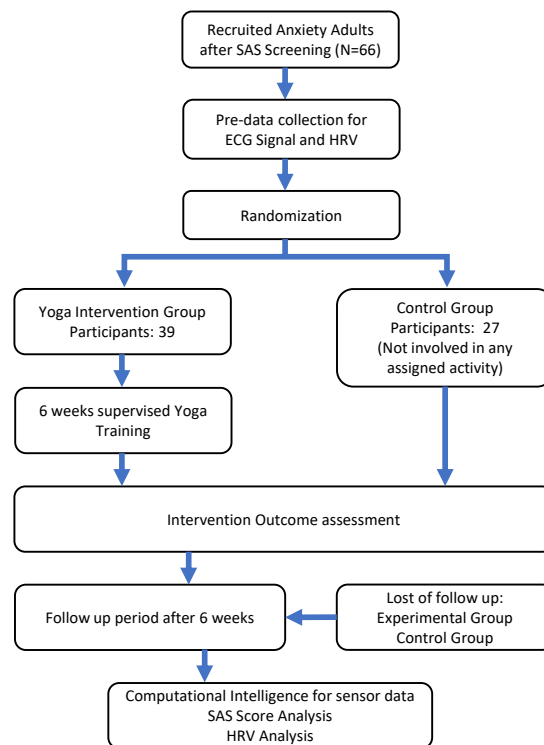 Recruited Anxiety Adults
after SAS Screening (N=66)
Pre-data collection for
ECG Signal and HRV
Randomization
Yoga Intervention Group
Participants: 39
Control Group
Participants: 27
(Not involved in any
assigned activity)
6 weeks supervised Yoga
Training
Intervention Outcome assessment
Follow up period after 6 weeks
Lost of follow up:
Experimental Group
Control Group
Computational Intelligence for sensor data
SAS Score Analysis
HRV Analysis